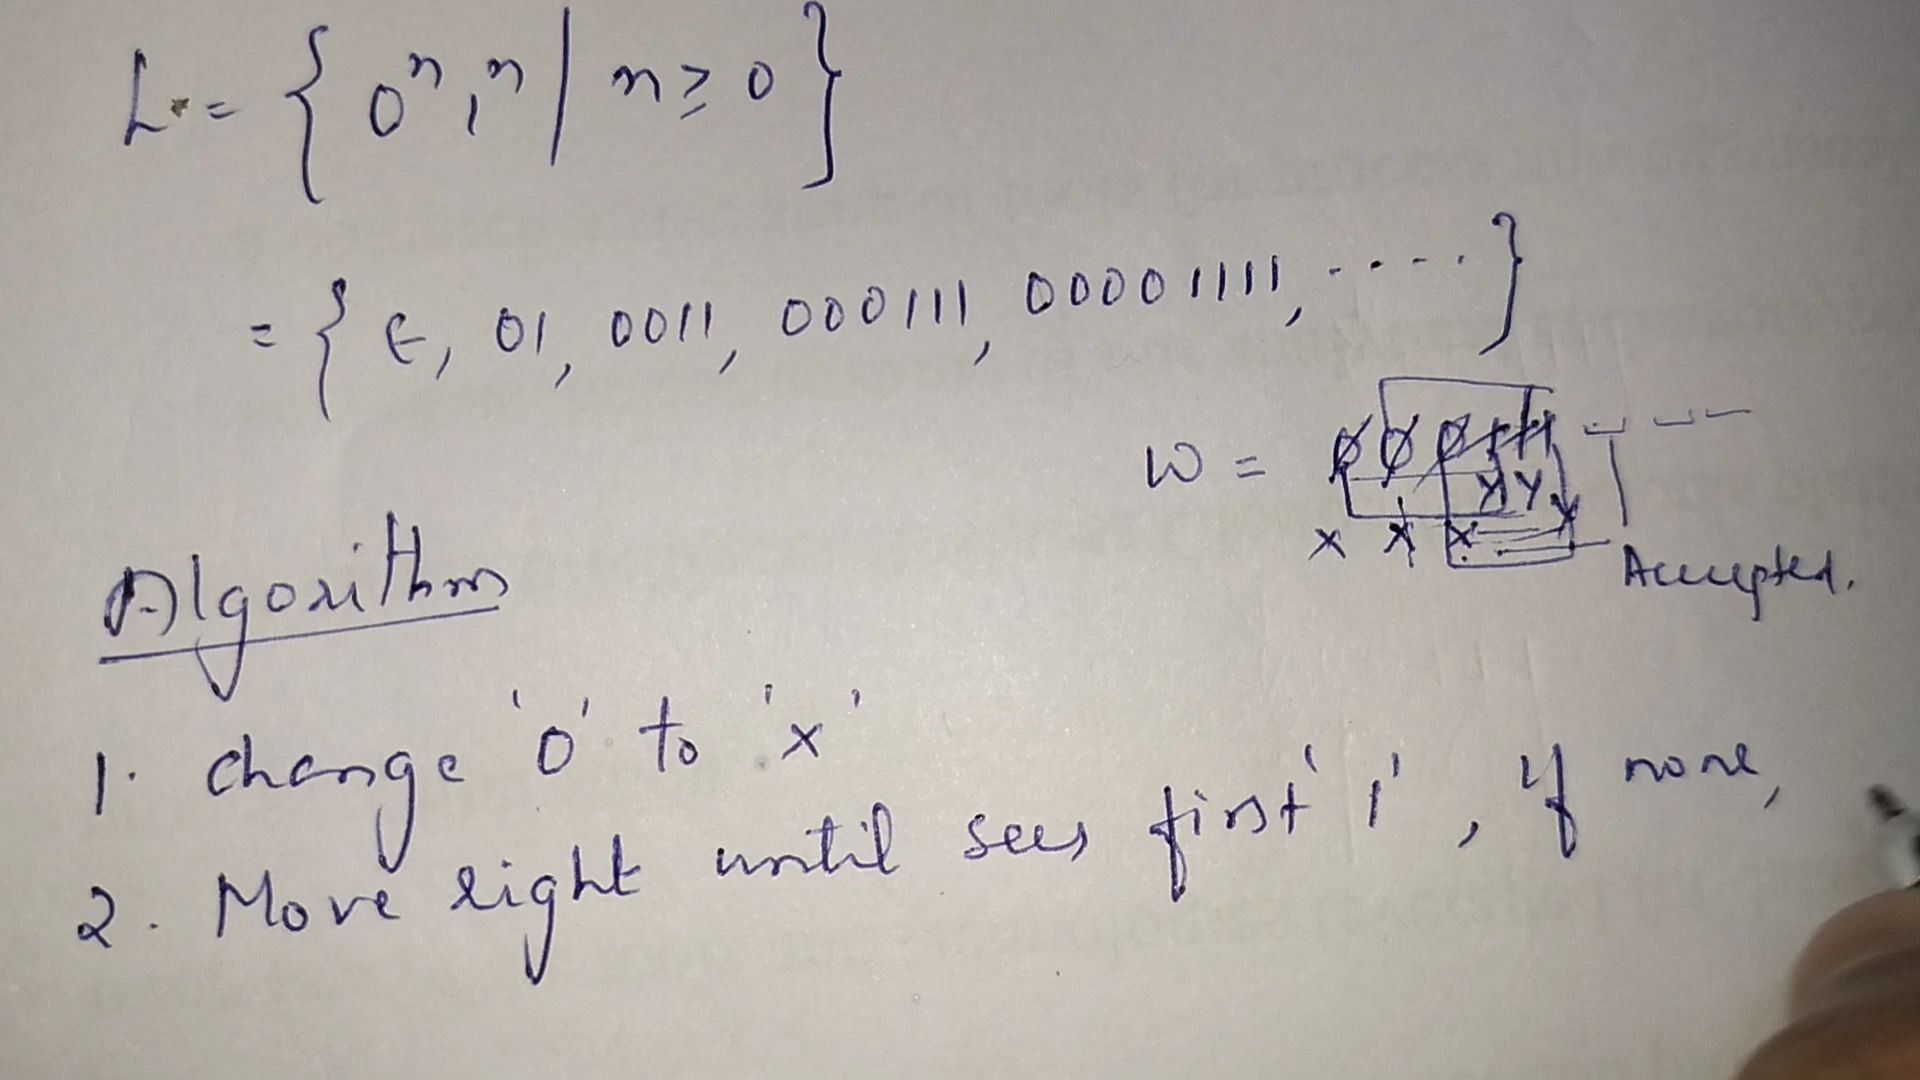 L = { 0ⁿ 1ⁿ | n ≥ 0 }
= { ε, 01, 0011, 000111, 00001111, ..... }
w = 000111 _ _ _
Y Y Y
X X X
Accepted.
Algorithm
1. change '0' to 'x'
2. Move right until sees first '1', if none,